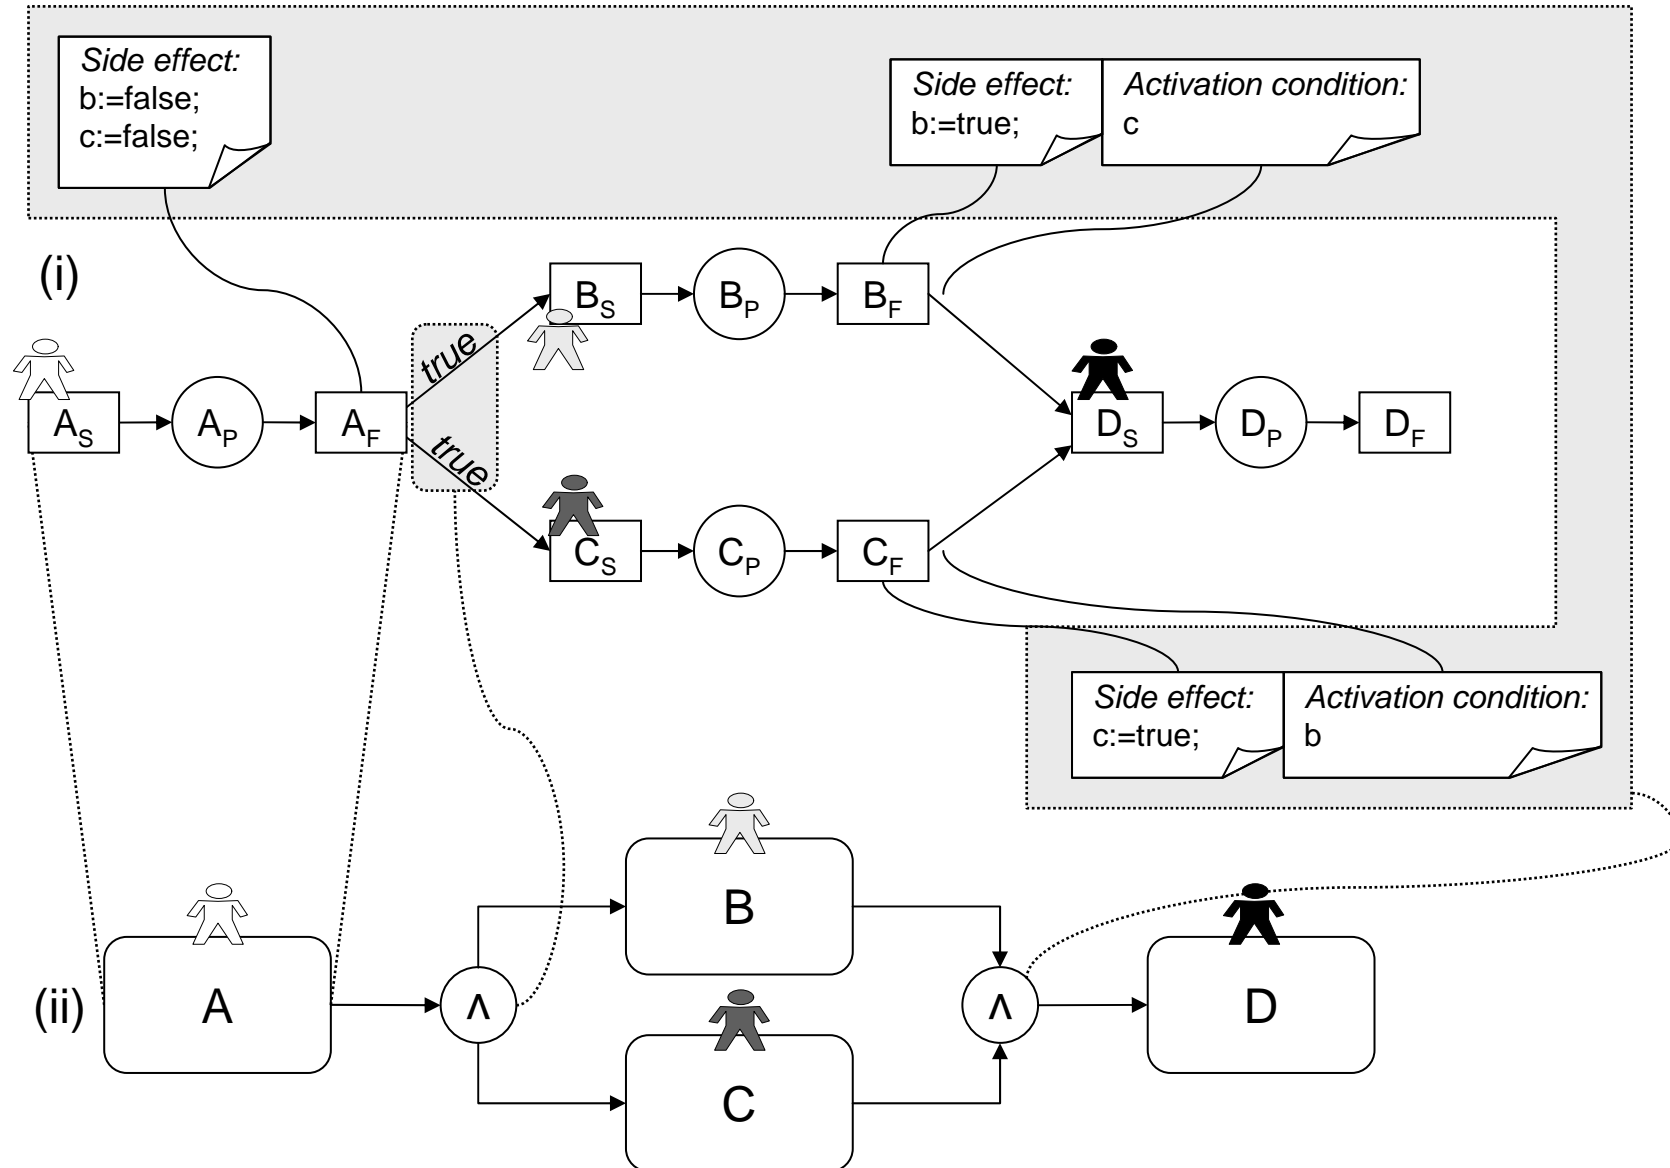 Side effect:
b:=false;
c:=false;
Side effect:
b:=true;
Activation condition:
c
(i)
B_S
B_P
B_F
true
A_S
A_P
A_F
D_S
D_P
D_F
true
C_S
C_P
C_F
Side effect:
c:=true;
Activation condition:
b
B
(ii)
A
∧
∧
D
C